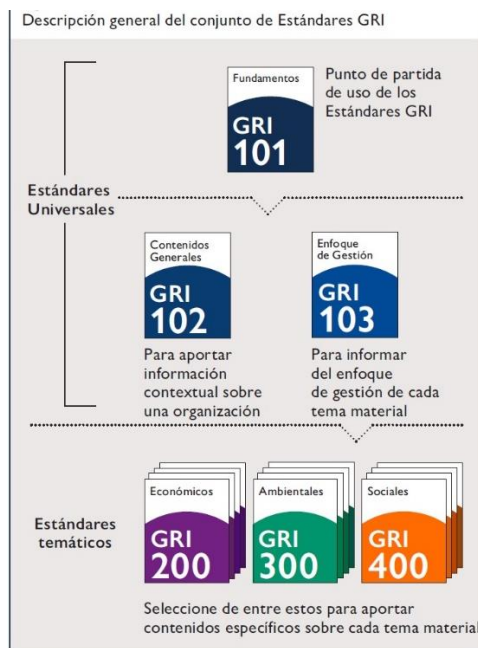 Descripción general del conjunto de Estándares GRI
Fundamentos
GRI
101
Punto de partida
de uso de los
Estándares GRI
Estándares
Universales
Contenidos
Generales
GRI
102
Enfoque
de Gestión
GRI
103
Para aportar
información
contextual sobre
una organización
Para informar
del enfoque
de gestión de cada
tema material
Estándares
temáticos
Económicos
GRI
200
Ambientales
GRI
300
Sociales
GRI
400
Seleccione de entre estos para aportar
contenidos específicos sobre cada tema material